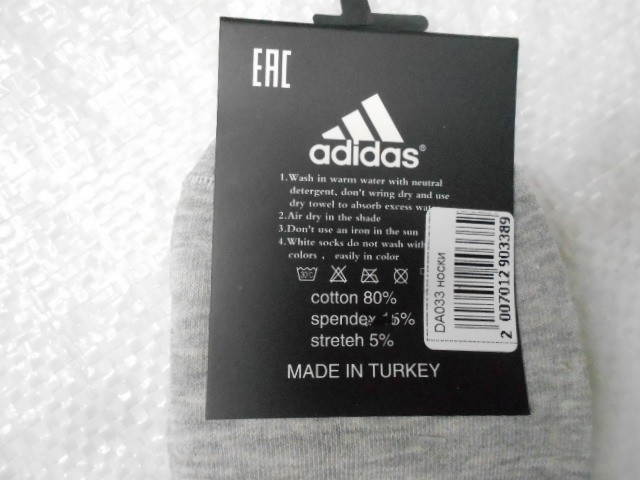 EAC
adidas®
1.Wash in warm water with neutral
detergent, don't wring dry and use
dry towel to absorb excess
2.Air dry in the shade
3.Don't use an iron in the sun
4.White socks do not wash with
colors , easily in color
30°C
cotton 80%
spendex 15%
streteh 5%
MADE IN TURKEY
DA033 носки
2 007012 903389